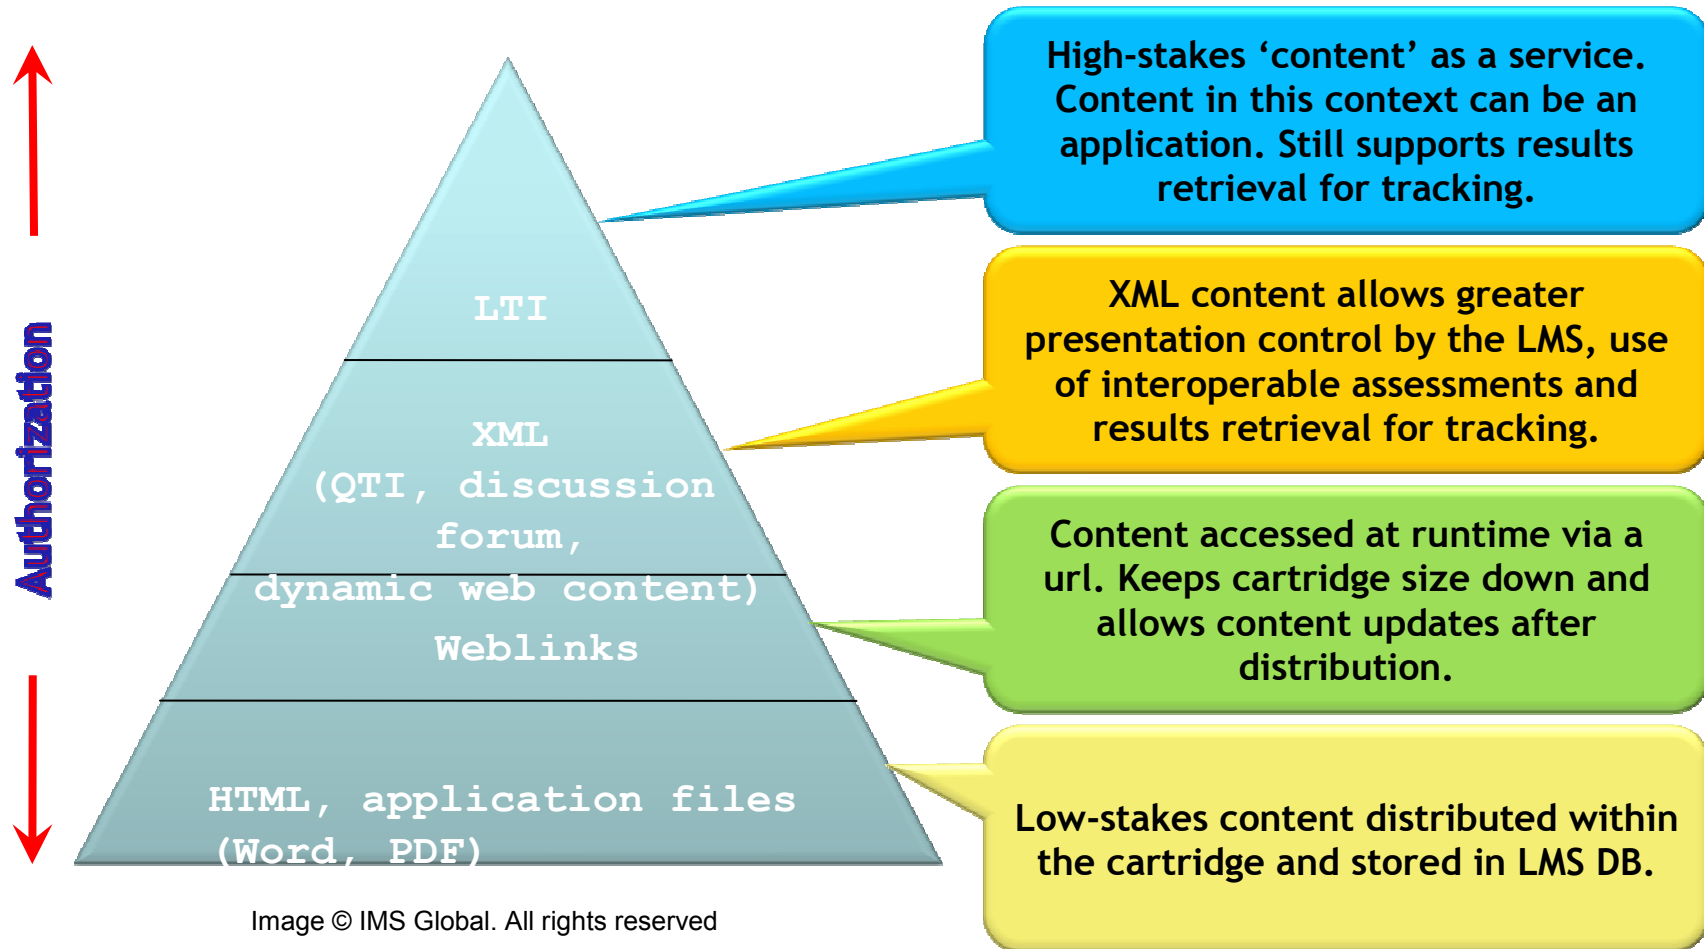 Authorization
LTI
XML
(QTI, discussion
forum,
dynamic web content)
Weblinks
HTML, application files
(Word, PDF)
High-stakes ‘content’ as a service.
Content in this context can be an
application. Still supports results
retrieval for tracking.
XML content allows greater
presentation control by the LMS, use
of interoperable assessments and
results retrieval for tracking.
Content accessed at runtime via a
url. Keeps cartridge size down and
allows content updates after
distribution.
Low-stakes content distributed within
the cartridge and stored in LMS DB.
Image © IMS Global. All rights reserved